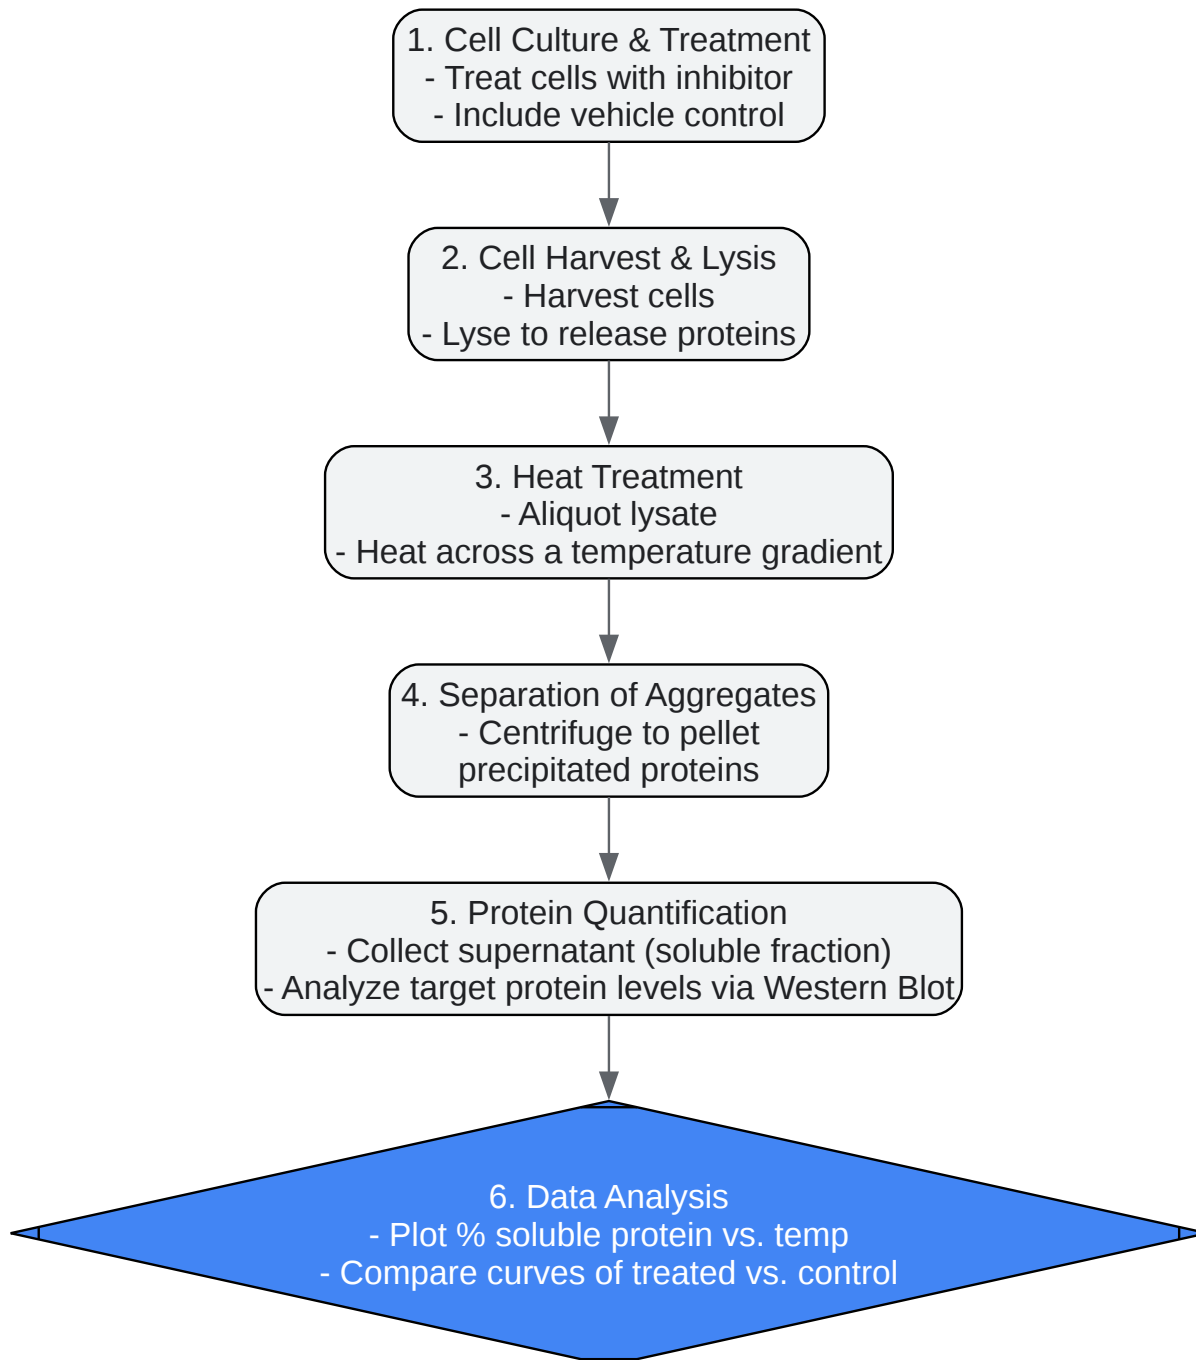 1. Cell Culture & Treatment
- Treat cells with inhibitor
- Include vehicle control
2. Cell Harvest & Lysis
- Harvest cells
- Lyse to release proteins
3. Heat Treatment
- Aliquot lysate
- Heat across a temperature gradient
4. Separation of Aggregates
- Centrifuge to pellet
precipitated proteins
5. Protein Quantification
- Collect supernatant (soluble fraction)
- Analyze target protein levels via Western Blot
6. Data Analysis
- Plot % soluble protein vs. temp
- Compare curves of treated vs. control